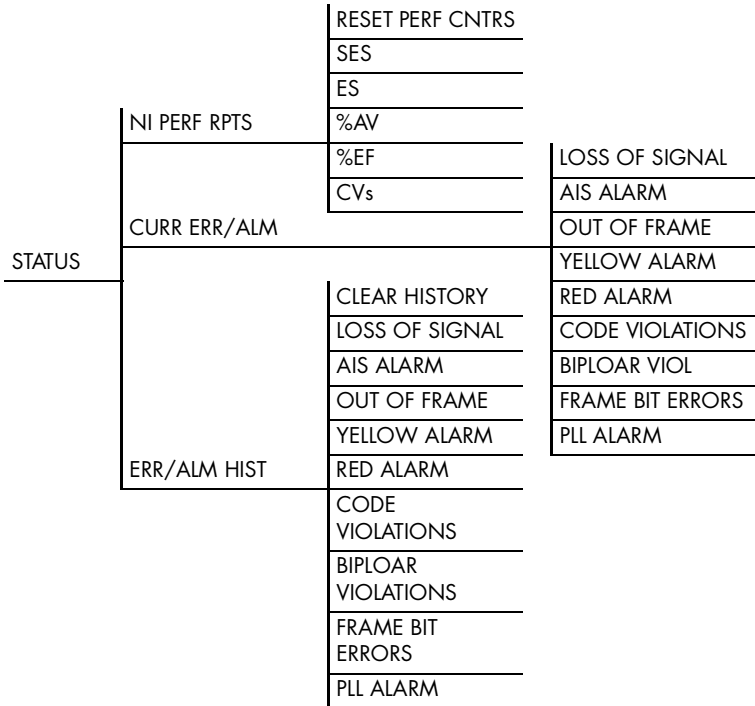 RESET PERF CNTRS
SES
ES
NI PERF RPTS
%AV
%EF
CVs
LOSS OF SIGNAL
AIS ALARM
CURR ERR/ALM
OUT OF FRAME
STATUS
YELLOW ALARM
RED ALARM
CODE VIOLATIONS
BIPLOAR VIOL
FRAME BIT ERRORS
PLL ALARM
CLEAR HISTORY
LOSS OF SIGNAL
AIS ALARM
OUT OF FRAME
YELLOW ALARM
ERR/ALM HIST
RED ALARM
CODE
VIOLATIONS
BIPLOAR
VIOLATIONS
FRAME BIT
ERRORS
PLL ALARM